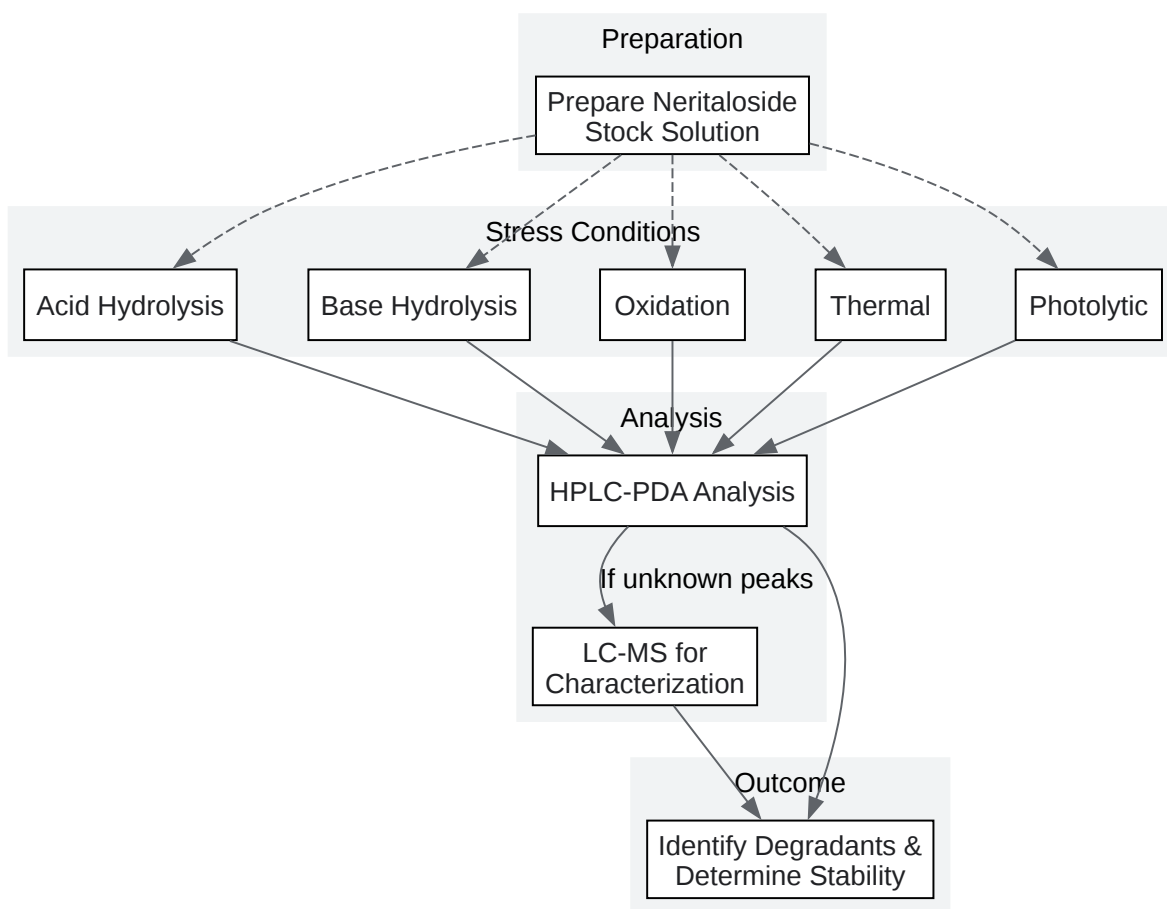 Preparation
Prepare Neritaloside
Stock Solution
Stress Conditions
Acid Hydrolysis
Base Hydrolysis
Oxidation
Thermal
Photolytic
Analysis
HPLC-PDA Analysis
If unknown peaks
LC-MS for
Characterization
Outcome
Identify Degradants &
Determine Stability